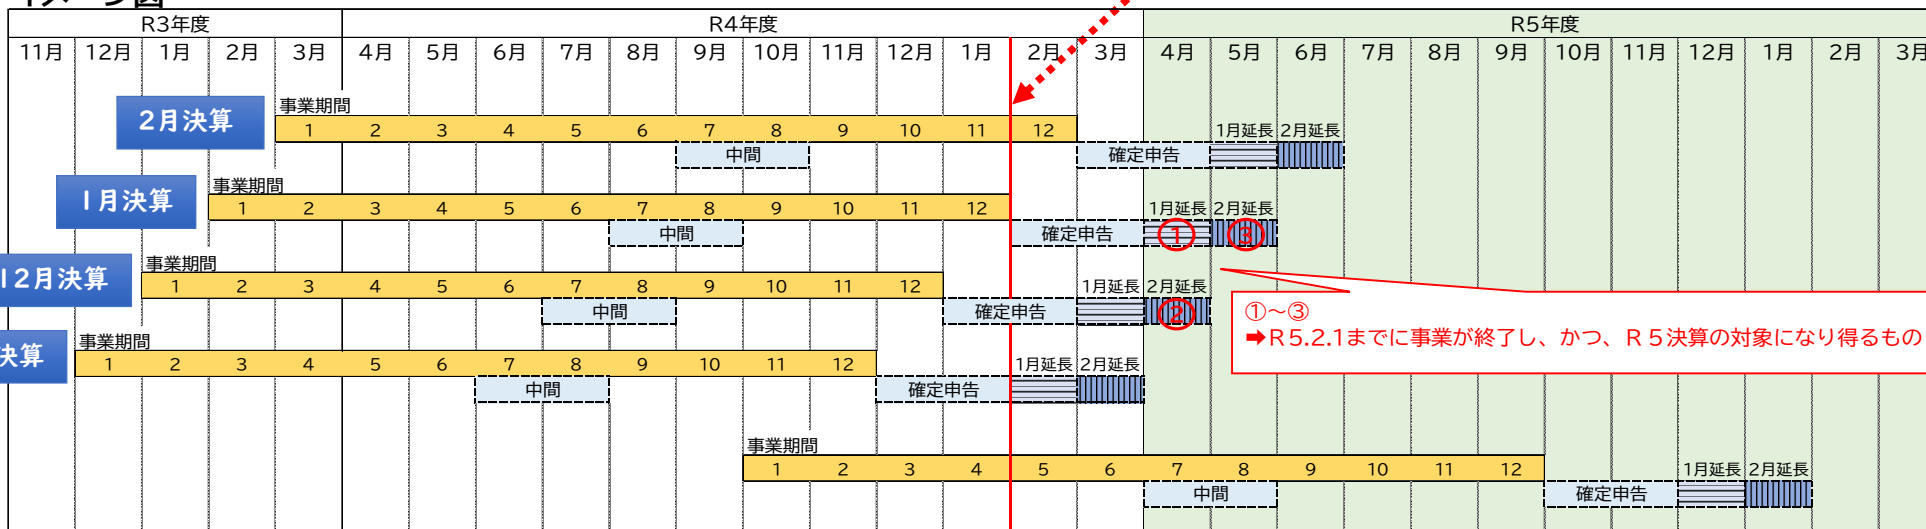 イメージ図
R3年度 R4年度 R5年度
11月 12月 1月 2月 3月 4月 5月 6月 7月 8月 9月 10月 11月 12月 1月 2月 3月 4月 5月 6月 7月 8月 9月 10月 11月 12月 1月 2月 3月
事業期間
2月決算
1 2 3 4 5 6 7 8 9 10 11 12 1月延長 2月延長
中間 確定申告
事業期間
1月決算
1 2 3 4 5 6 7 8 9 10 11 12 1月延長 2月延長
中間 確定申告 ① ③
事業期間
12月決算
1 2 3 4 5 6 7 8 9 10 11 12 1月延長 2月延長
中間 確定申告 ②
①～③
➡R5.2.1までに事業が終了し、かつ、R5決算の対象になり得るもの
事業期間
決算
1 2 3 4 5 6 7 8 9 10 11 12 1月延長 2月延長
中間 確定申告
事業期間
1 2 3 4 5 6 7 8 9 10 11 12 1月延長 2月延長
中間 確定申告